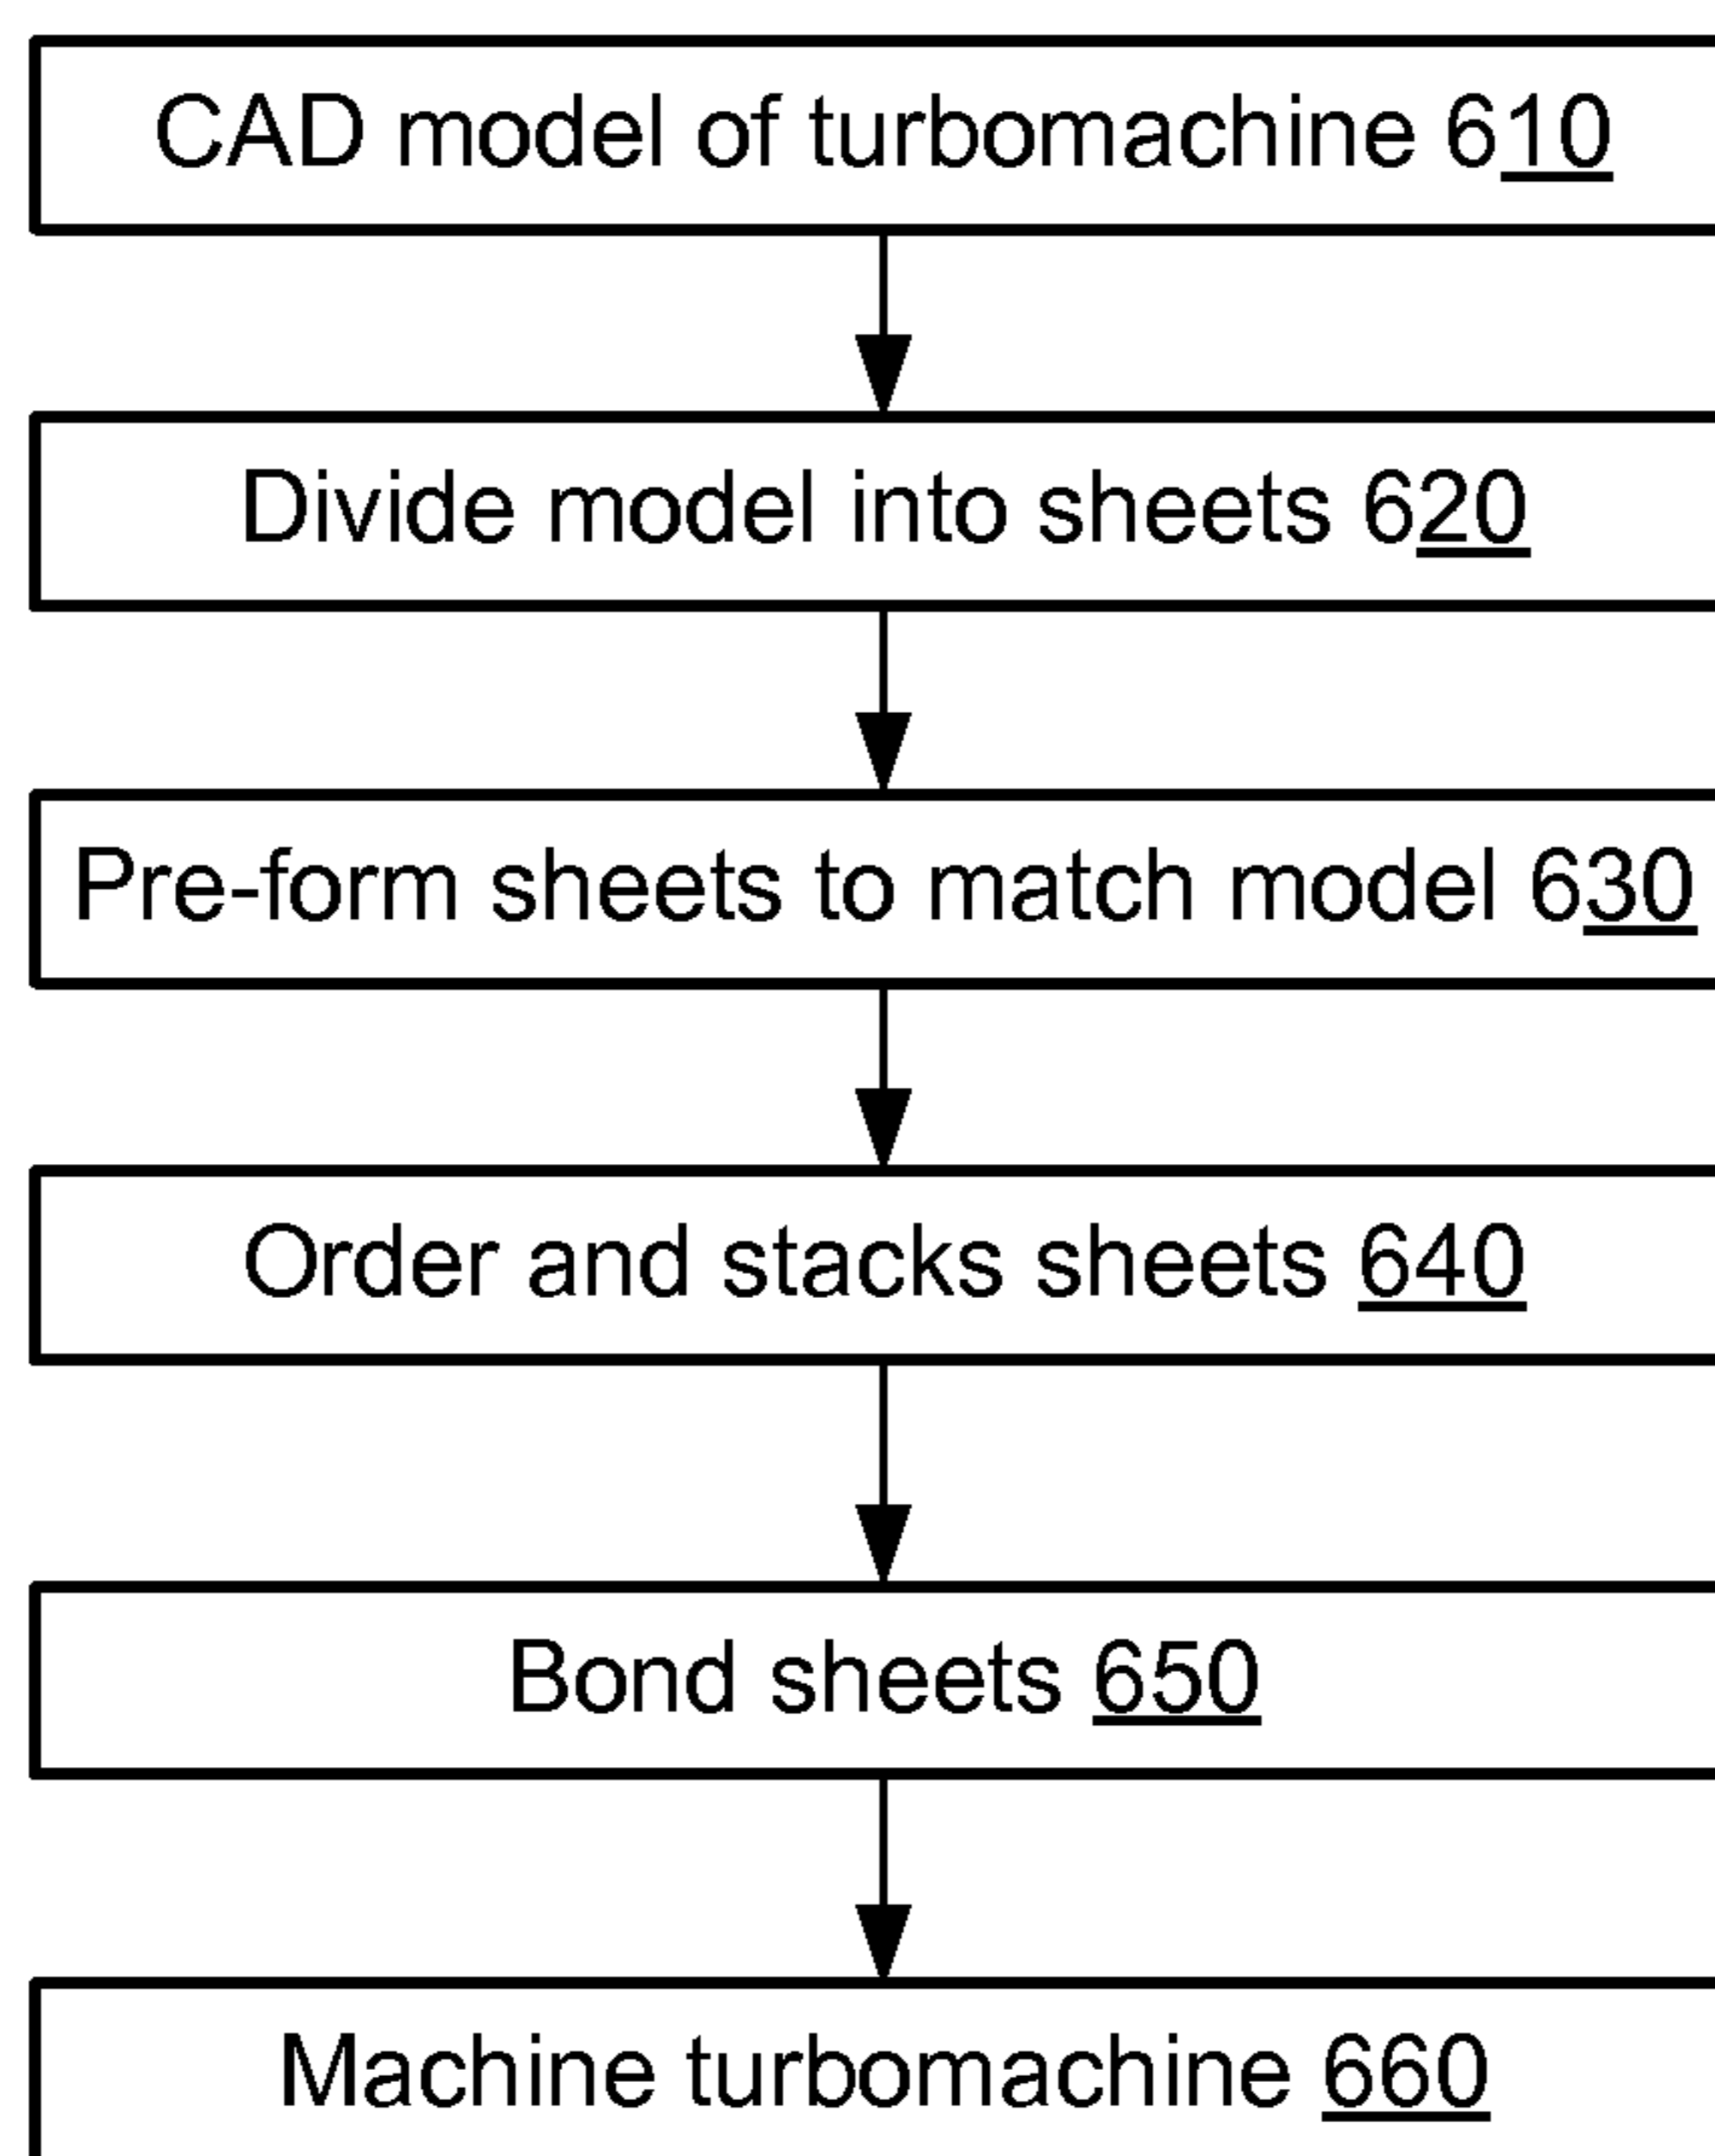 CAD model of turbomachine 610
Divide model into sheets 620
Pre-form sheets to match model 630
Order and stacks sheets 640
Bond sheets 650
Machine turbomachine 660